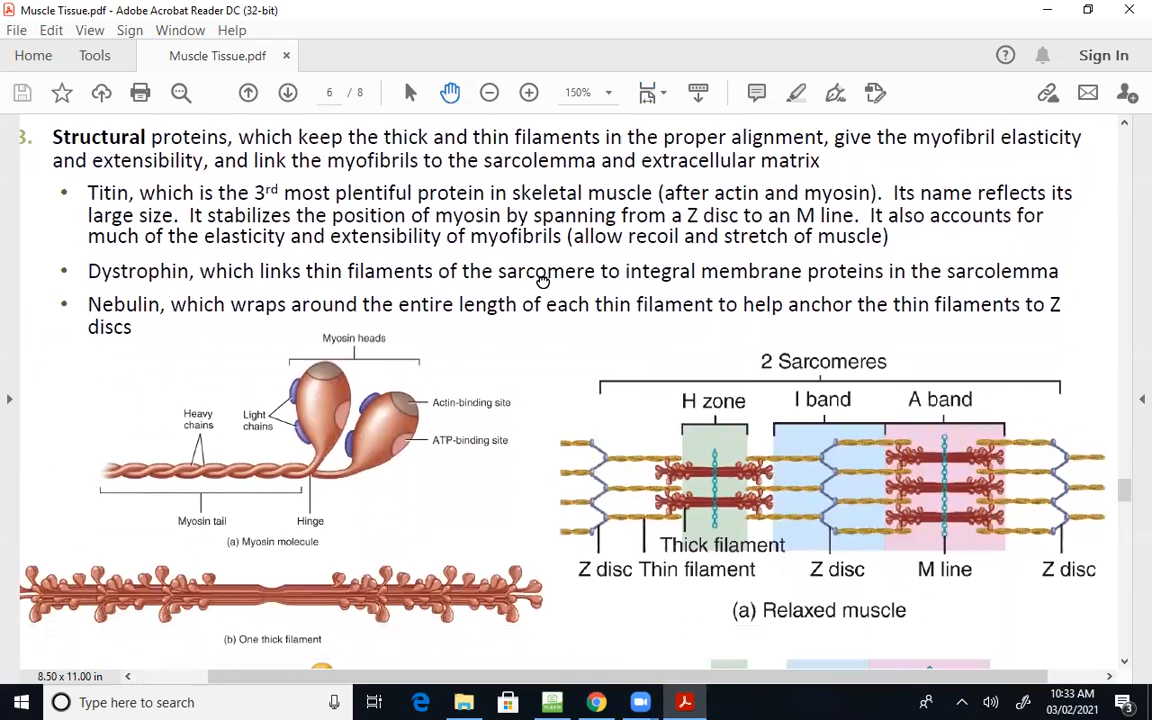 Muscle Tissue.pdf - Adobe Acrobat Reader DC (32-bit)
File Edit View Sign Window Help
Home Tools Muscle Tissue.pdf × Sign In
6 / 8 150%
3. Structural proteins, which keep the thick and thin filaments in the proper alignment, give the myofibril elasticity
and extensibility, and link the myofibrils to the sarcolemma and extracellular matrix
• Titin, which is the 3rd most plentiful protein in skeletal muscle (after actin and myosin). Its name reflects its
large size. It stabilizes the position of myosin by spanning from a Z disc to an M line. It also accounts for
much of the elasticity and extensibility of myofibrils (allow recoil and stretch of muscle)
• Dystrophin, which links thin filaments of the sarcomere to integral membrane proteins in the sarcolemma
• Nebulin, which wraps around the entire length of each thin filament to help anchor the thin filaments to Z
discs
Myosin heads
Heavy
chains
Light
chains
Actin-binding site
ATP-binding site
Myosin tail
Hinge
(a) Myosin molecule
(b) One thick filament
2 Sarcomeres
H zone I band A band
Thick filament
Z disc Thin filament Z disc M line Z disc
(a) Relaxed muscle
8.50 x 11.00 in
Type here to search
10:33 AM
03/02/2021
3